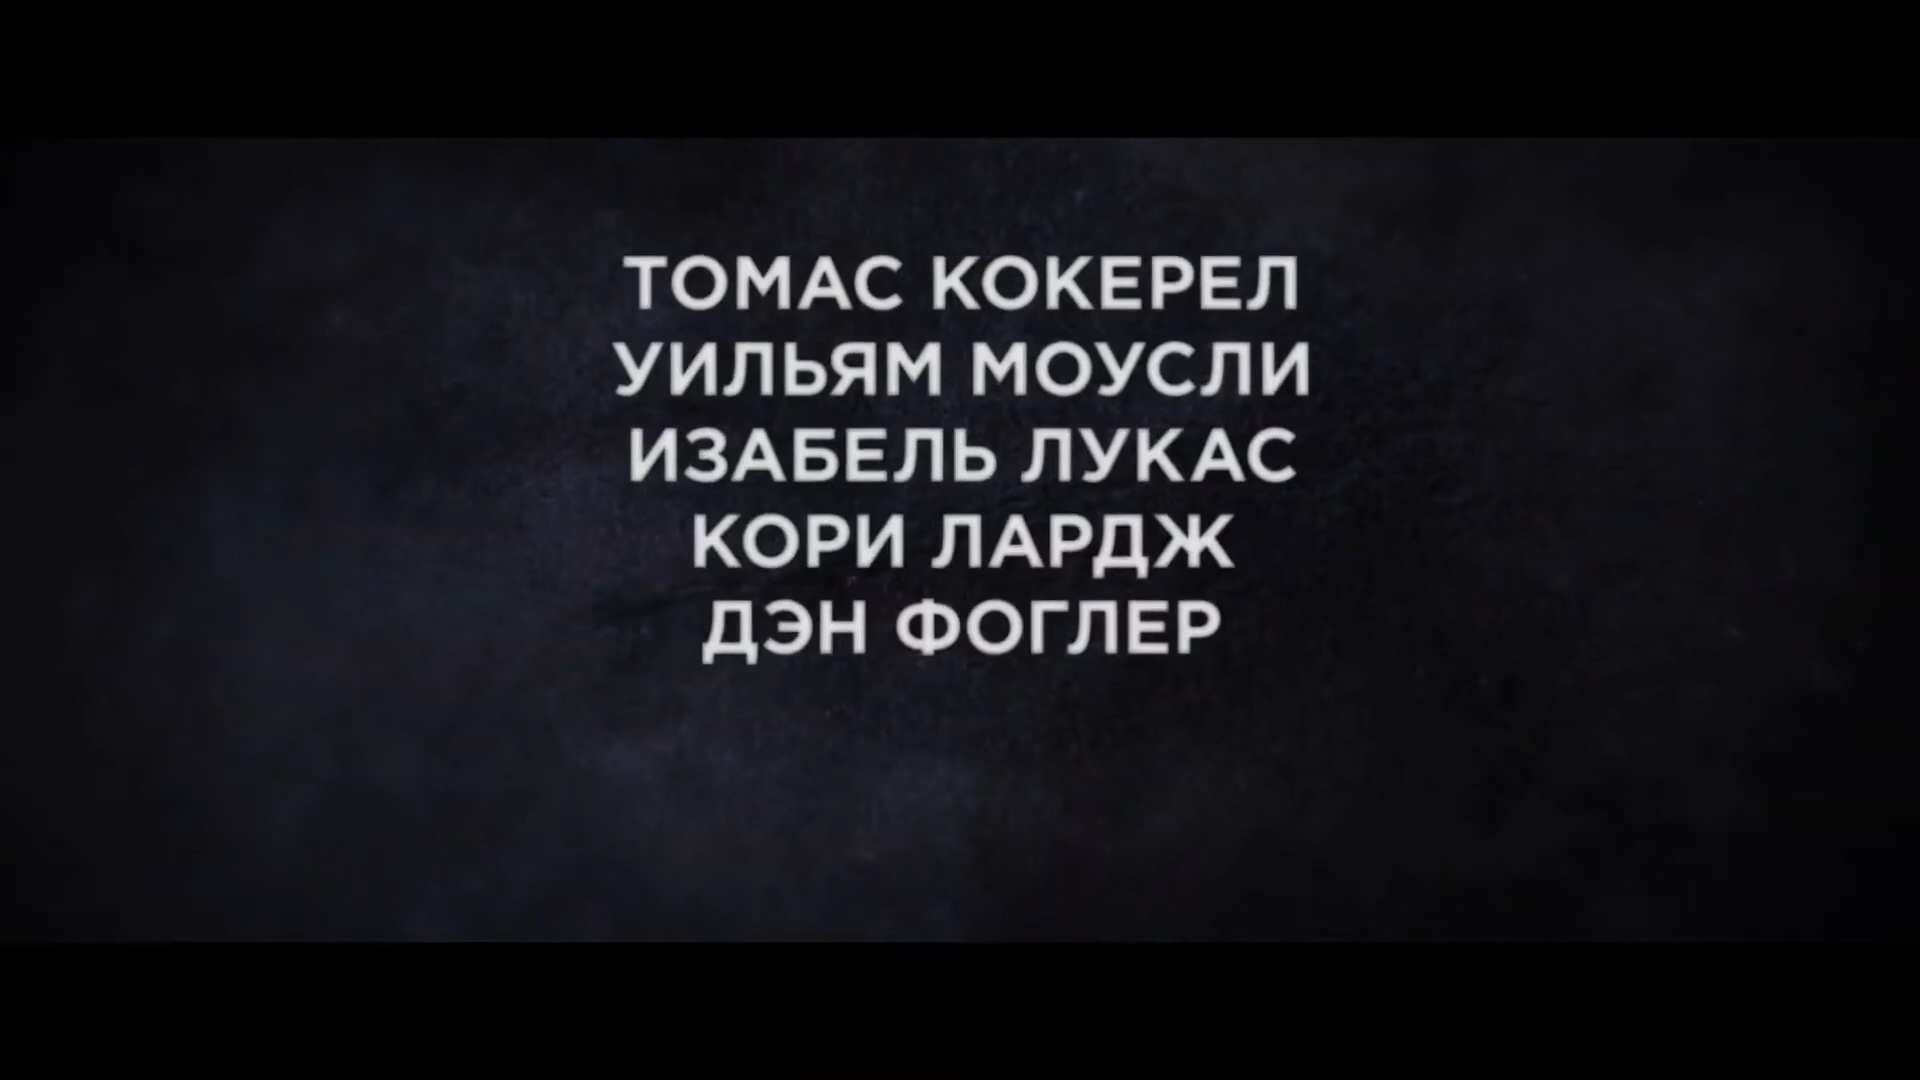 ТОМАС КОКЕРЕЛ
УИЛЬЯМ МОУСЛИ
ИЗАБЕЛЬ ЛУКАС
КОРИ ЛАРДЖ
ДЭН ФОГЛЕР